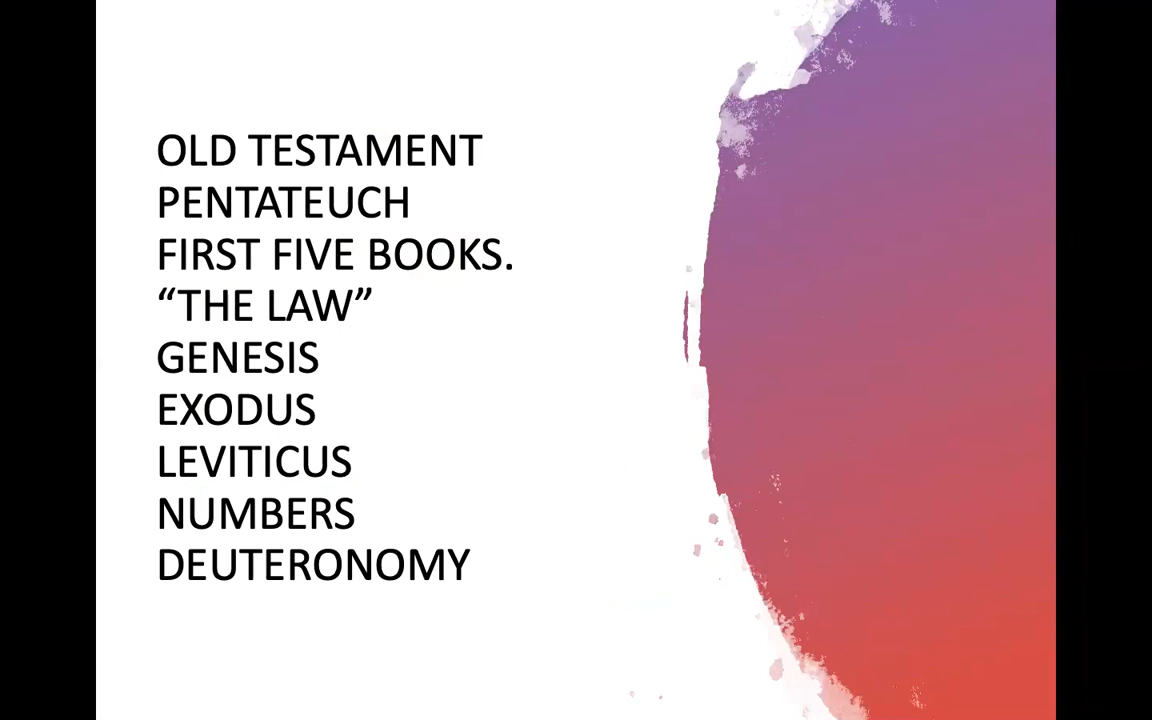 OLD TESTAMENT
PENTATEUCH
FIRST FIVE BOOKS.
“THE LAW”
GENESIS
EXODUS
LEVITICUS
NUMBERS
DEUTERONOMY